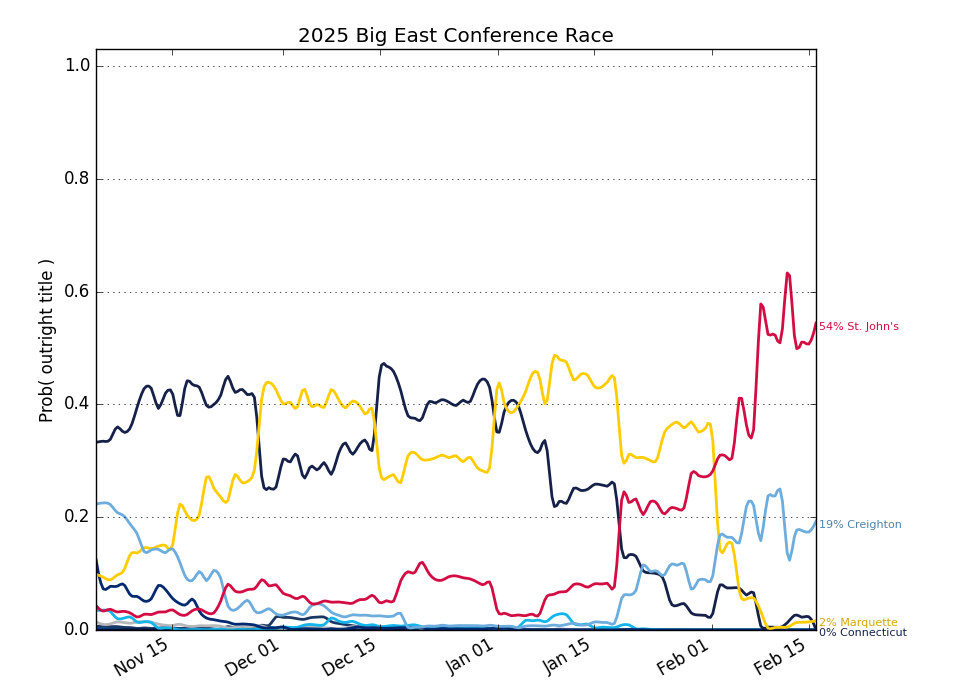 2025 Big East Conference Race
Prob( outright title )
1.0
0.8
0.6
0.4
0.2
0.0
54% St. John's
19% Creighton
2% Marquette
0% Connecticut
Nov 15
Dec 01
Dec 15
Jan 01
Jan 15
Feb 01
Feb 15